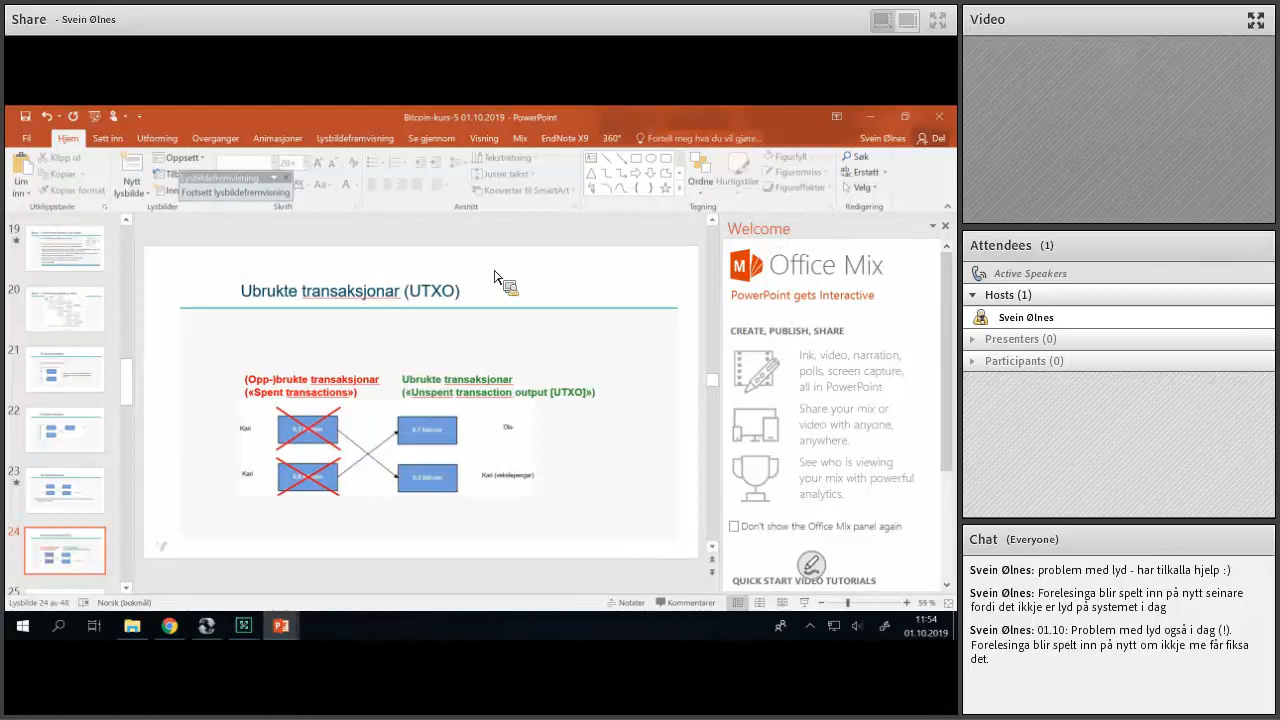 Share - Svein Ølnes
Video
Bitcoin-kurs-5 01.10.2019 - PowerPoint
Fil Hjem Sett inn Utforming Overganger Animasjoner Lysbildefremvisning Se gjennom Visning Mix EndNote X9 360° Fortell meg hva du vil gjøre... Svein Ølnes Del
Klipp ut
Kopier
Kopier format
Lim inn
Utklippstavle
Nytt lysbilde
Oppsett
Lysbilder
Lysbildefremvisning
Fortsett lysbildefremvisning
20+
Skrift
Tekstretning
Juster tekst
Konverter til SmartArt
Avsnitt
Ordne Hurtigstiler
Figurfyll
Figuromriss
Figureffekter
Tegning
Søk
Erstatt
Velg
Redigering
19
20
21
22
23
24
25
Ubrukte transaksjonar (UTXO)
(Opp-)brukte transaksjonar
(«Spent transactions»)
Ubrukte transaksjonar
(«Unspent transaction output [UTXO]»)
Kari
0.7 bitcoin
Ola
Kari
0.2 bitcoin
Kari (vekslepengar)
Welcome
Office Mix
PowerPoint gets Interactive
CREATE, PUBLISH, SHARE
Ink, video, narration,
polls, screen capture,
all in PowerPoint
Share your mix or
video with anyone,
anywhere.
See who is viewing
your mix with powerful
analytics.
Don't show the Office Mix panel again
QUICK START VIDEO TUTORIALS
Lysbilde 24 av 48 Norsk (bokmål) Notater Kommentarer 59 %
11:54
01.10.2019
Attendees (1)
Active Speakers
Hosts (1)
Svein Ølnes
Presenters (0)
Participants (0)
Chat (Everyone)
Svein Ølnes: problem med lyd - har tilkalla hjelp :)
Svein Ølnes: Forelesinga blir spelt inn på nytt seinare
fordi det ikkje er lyd på systemet i dag
Svein Ølnes: 01.10: Problem med lyd også i dag (!).
Forelesinga blir spelt inn på nytt om ikkje me får fiksa
det.